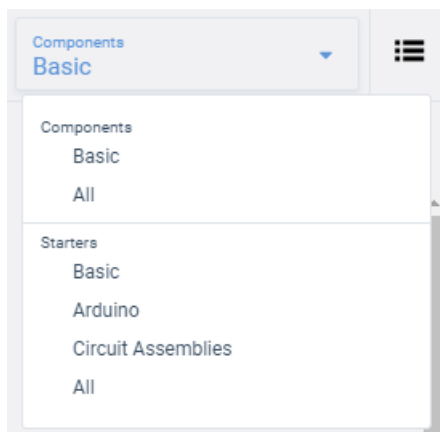 Components
Basic
Components
Basic
All
Starters
Basic
Arduino
Circuit Assemblies
All